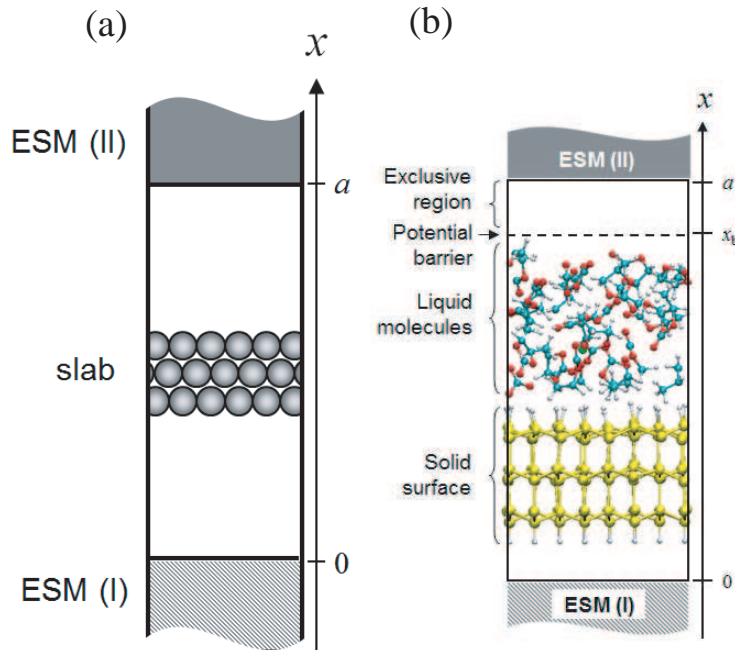 (a)
x
ESM (II)
a
slab
0
ESM (I)
(b)
x
ESM (II)
a
Exclusive
region
Potential
barrier
Liquid
molecules
Solid
surface
0
ESM (I)